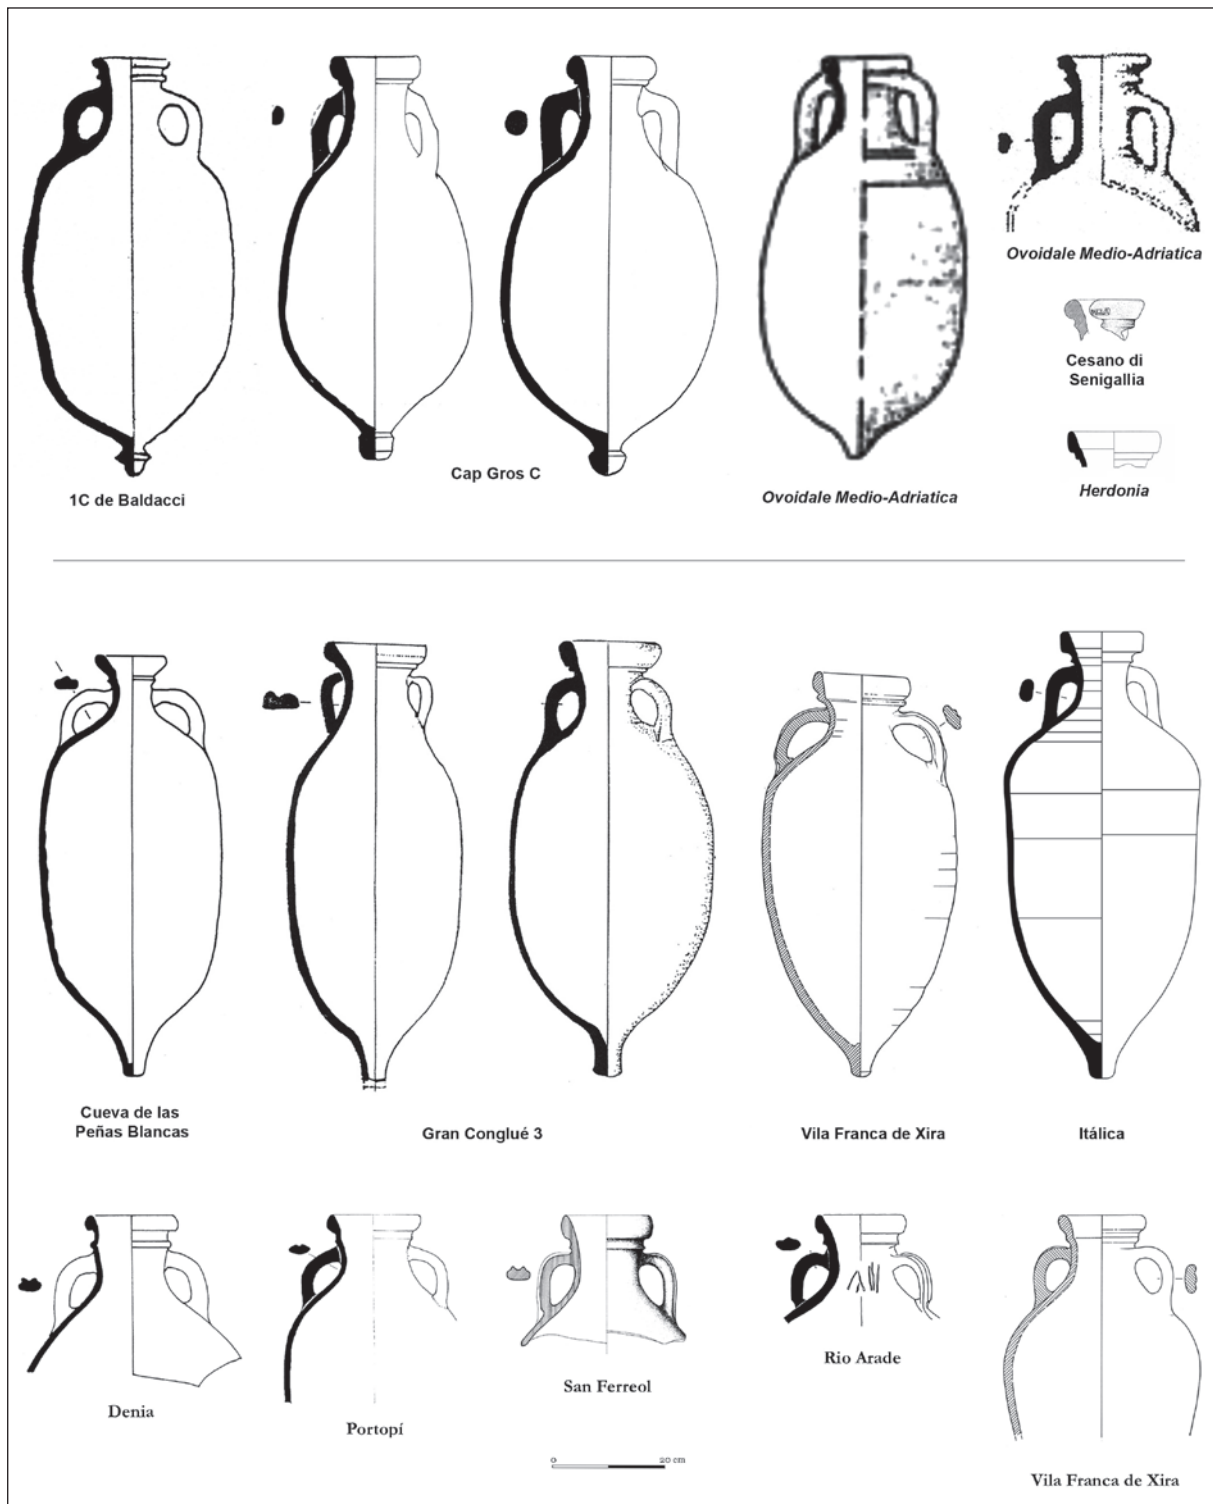 Ovoidale Medio-Adriatica
Cesano di
Senigallia
1C de Baldacci
Cap Gros C
Ovoidale Medio-Adriatica
Herdonia
Cueva de las
Peñas Blancas
Gran Conglué 3
Vila Franca de Xira
Itálica
Denia
Portopí
San Ferreol
Rio Arade
Vila Franca de Xira
0 20 cm